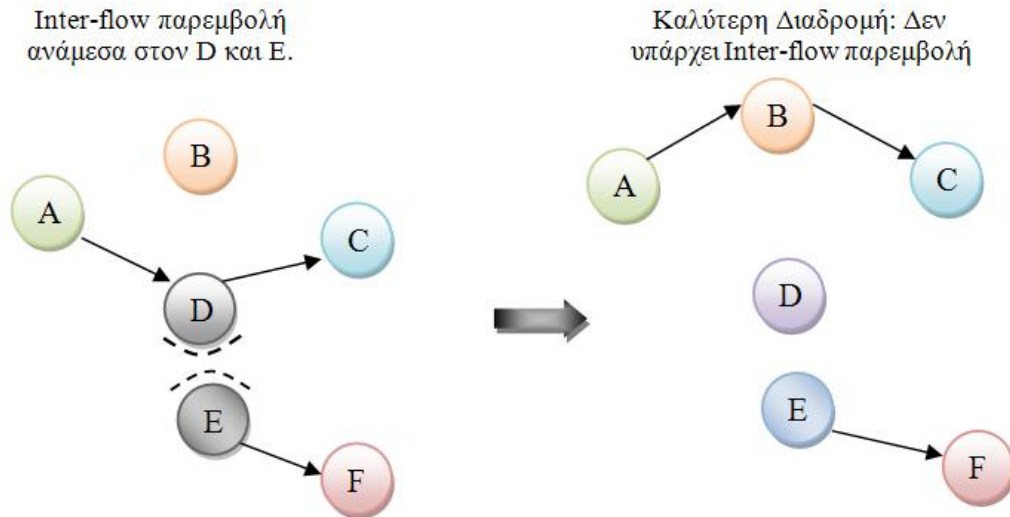 Inter-flow παρεμβολή
ανάμεσα στον D και E.
B
A
C
D
E
F
Καλύτερη Διαδρομή: Δεν
υπάρχει Inter-flow παρεμβολή
B
A
C
D
E
F